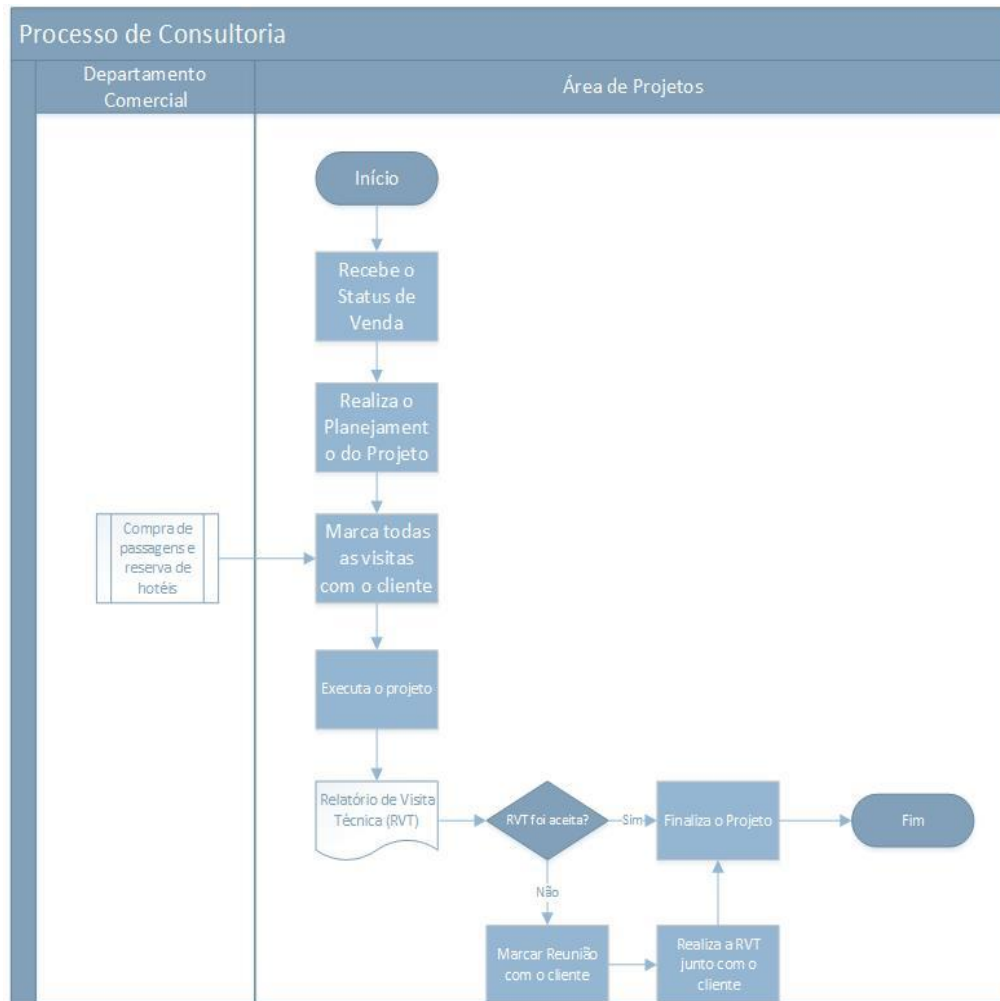 Processo de Consultoria
Departamento
Comercial
Área de Projetos
Início
Recebe o
Status de
Venda
Realiza o
Planejament
o do Projeto
Compra de
passagens e
reserva de
hotéis
Marca todas
as visitas
com o cliente
Executa o projeto
Relatório de Visita
Técnica (RVT)
RVT foi aceita?
Sim
Finaliza o Projeto
Fim
Não
Marcar Reunião
com o cliente
Realiza a RVT
junto com o
cliente